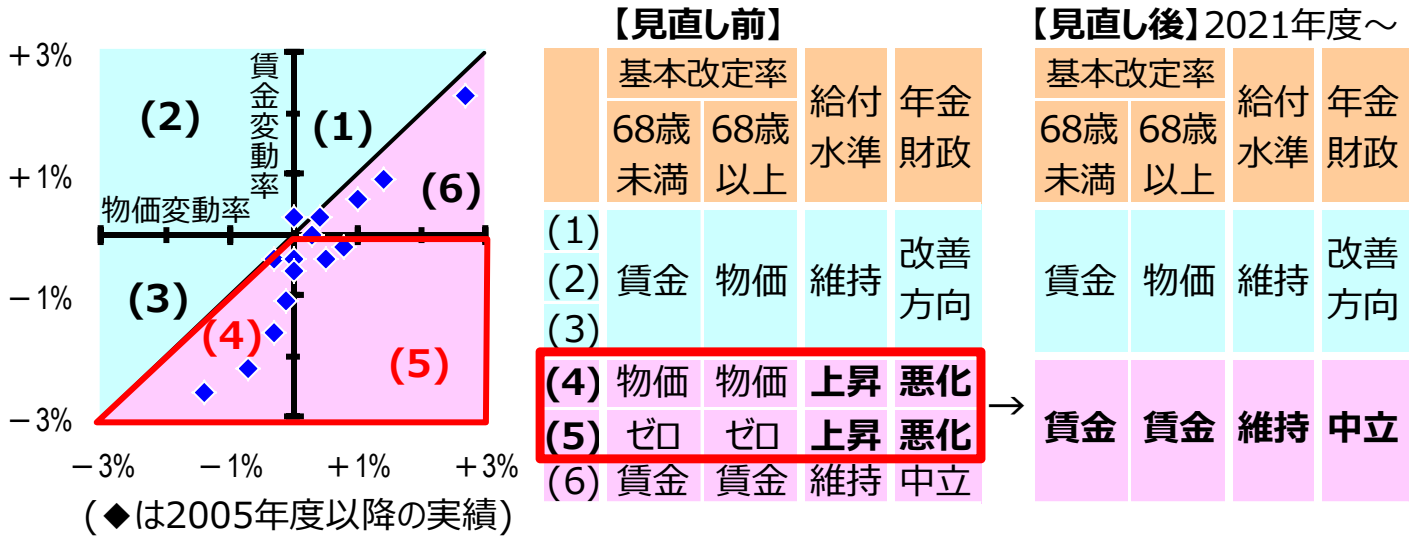 +3%
+1%
-1%
-3%
-3%
-1%
+1%
+3%
賃金変動率
物価変動率
(1)
(2)
(3)
(4)
(5)
(6)
(◆は2005年度以降の実績)
【見直し前】
基本改定率
給付水準
年金財政
68歳未満
68歳以上
(1)
(2)
(3)
賃金 物価 維持 改善方向
(4) 物価 物価 上昇 悪化
(5) ゼロ ゼロ 上昇 悪化
(6) 賃金 賃金 維持 中立
→
【見直し後】2021年度～
基本改定率
給付水準
年金財政
68歳未満
68歳以上
賃金 物価 維持 改善方向
賃金 賃金 維持 中立